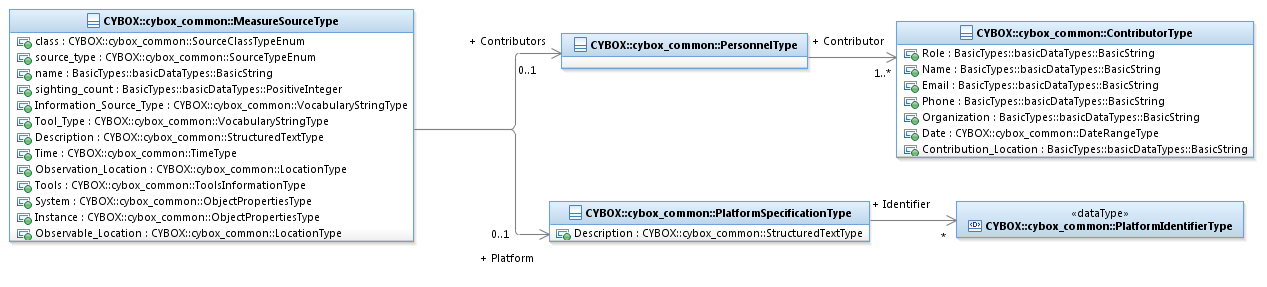 CYBOX::cybox_common::MeasureSourceType
class : CYBOX::cybox_common::SourceClassTypeEnum
source_type : CYBOX::cybox_common::SourceTypeEnum
name : BasicTypes::basicDataTypes::BasicString
sighting_count : BasicTypes::basicDataTypes::PositiveInteger
Information_Source_Type : CYBOX::cybox_common::VocabularyStringType
Tool_Type : CYBOX::cybox_common::VocabularyStringType
Description : CYBOX::cybox_common::StructuredTextType
Time : CYBOX::cybox_common::TimeType
Observation_Location : CYBOX::cybox_common::LocationType
Tools : CYBOX::cybox_common::ToolsInformationType
System : CYBOX::cybox_common::ObjectPropertiesType
Instance : CYBOX::cybox_common::ObjectPropertiesType
Observable_Location : CYBOX::cybox_common::LocationType
+ Contributors
0..1
CYBOX::cybox_common::PersonnelType
+ Contributor
1..*
CYBOX::cybox_common::ContributorType
Role : BasicTypes::basicDataTypes::BasicString
Name : BasicTypes::basicDataTypes::BasicString
Email : BasicTypes::basicDataTypes::BasicString
Phone : BasicTypes::basicDataTypes::BasicString
Organization : BasicTypes::basicDataTypes::BasicString
Date : CYBOX::cybox_common::DateRangeType
Contribution_Location : BasicTypes::basicDataTypes::BasicString
0..1
+ Platform
CYBOX::cybox_common::PlatformSpecificationType
Description : CYBOX::cybox_common::StructuredTextType
+ Identifier
*
«dataType»
CYBOX::cybox_common::PlatformIdentifierType